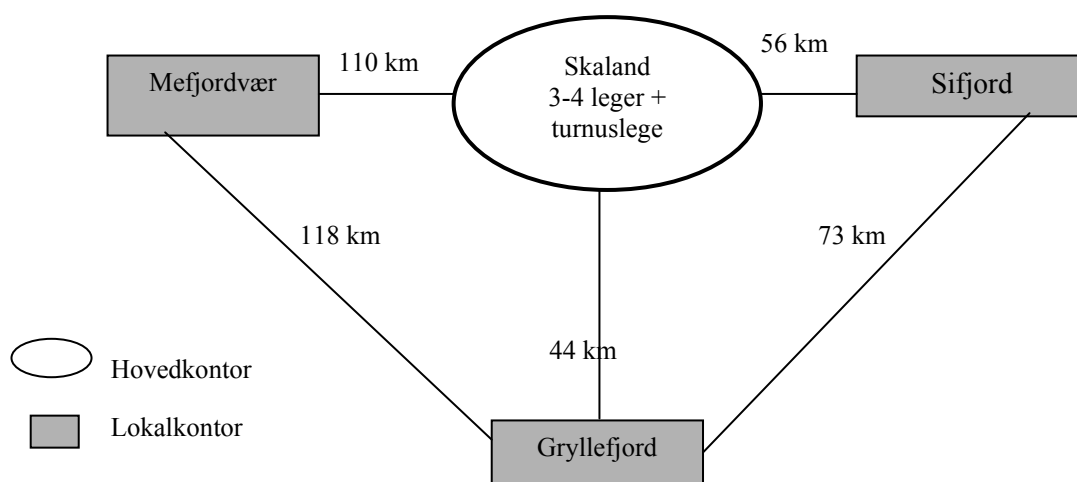 56 km
110 km
Mefjordvær
Skaland
3-4 leger +
turnuslege
Sifjord
118 km
73 km
44 km
Hovedkontor
Lokalkontor
Gryllefjord